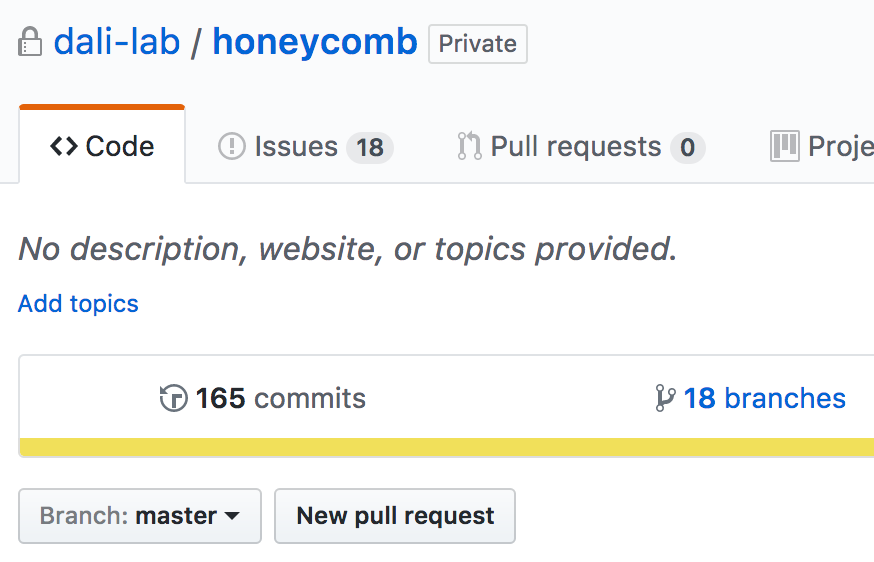 dali-lab / honeycomb Private
Code Issues 18 Pull requests 0 Proje
No description, website, or topics provided.
Add topics
165 commits 18 branches
Branch: master New pull request